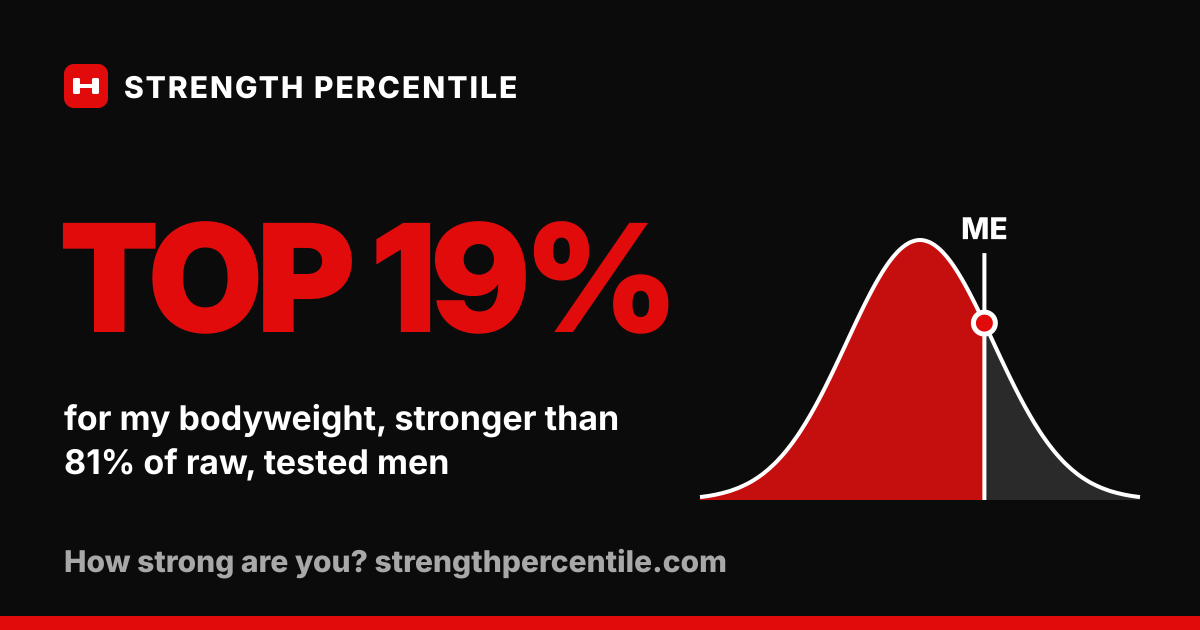 STRENGTH PERCENTILE
TOP 19%
ME
for my bodyweight, stronger than
81% of raw, tested men
How strong are you? strengthpercentile.com